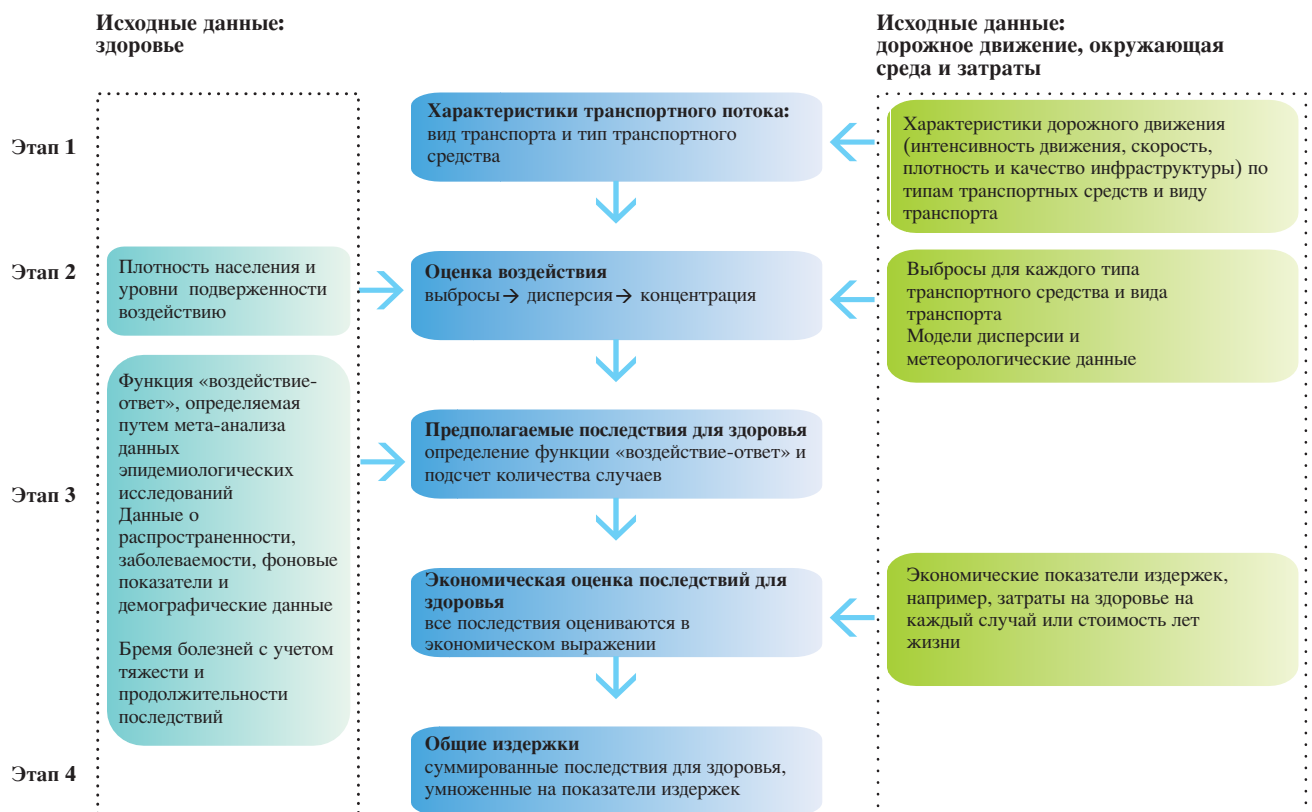 Исходные данные:
здоровье
Исходные данные:
дорожное движение, окружающая
среда и затраты
Этап 1
Характеристики транспортного потока:
вид транспорта и тип транспортного
средства
Характеристики дорожного движения
(интенсивность движения, скорость,
плотность и качество инфраструктуры) по
типам транспортных средств и виду
транспорта
Этап 2
Плотность населения и
уровни подверженности
воздействию
Оценка воздействия
выбросы → дисперсия → концентрация
Выбросы для каждого типа
транспортного средства и вида
транспорта
Модели дисперсии и
метеорологические данные
Этап 3
Функция «воздействие-
ответ», определяемая
путем мета-анализа
данных
эпидемиологических
исследований
Данные о
распространенности,
заболеваемости, фоновые
показатели и
демографические данные
Бремя болезней с учетом
тяжести и
продолжительности
последствий
Предполагаемые последствия для здоровья
определение функции «воздействие-ответ» и
подсчет количества случаев
Экономическая оценка последствий для
здоровья
все последствия оцениваются в
экономическом выражении
Экономические показатели издержек,
например, затраты на здоровье на
каждый случай или стоимость лет
жизни
Этап 4
Общие издержки
суммированные последствия для здоровья,
умноженные на показатели издержек